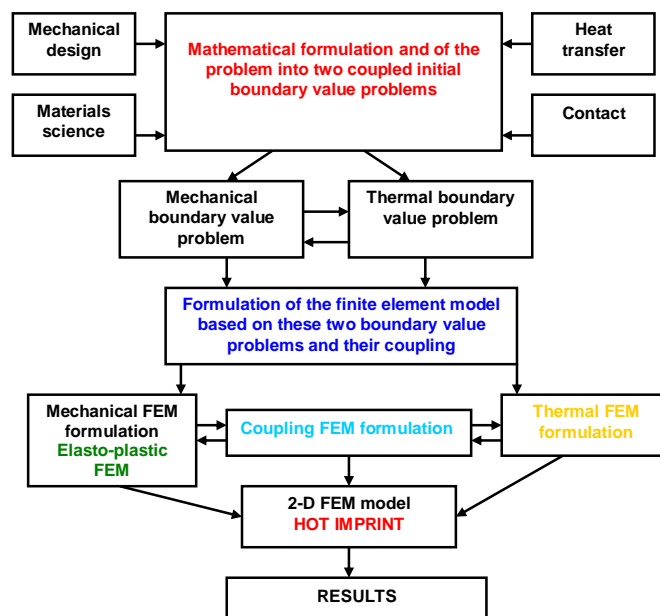 Mechanical
design
Mathematical formulation and of the
problem into two coupled initial
boundary value problems
Heat
transfer
Materials
science
Contact
Mechanical
boundary value
problem
Thermal boundary
value problem
Formulation of the finite element model
based on these two boundary value
problems and their coupling
Mechanical FEM
formulation
Elasto-plastic
FEM
Coupling FEM formulation
Thermal FEM
formulation
2-D FEM model
HOT IMPRINT
RESULTS